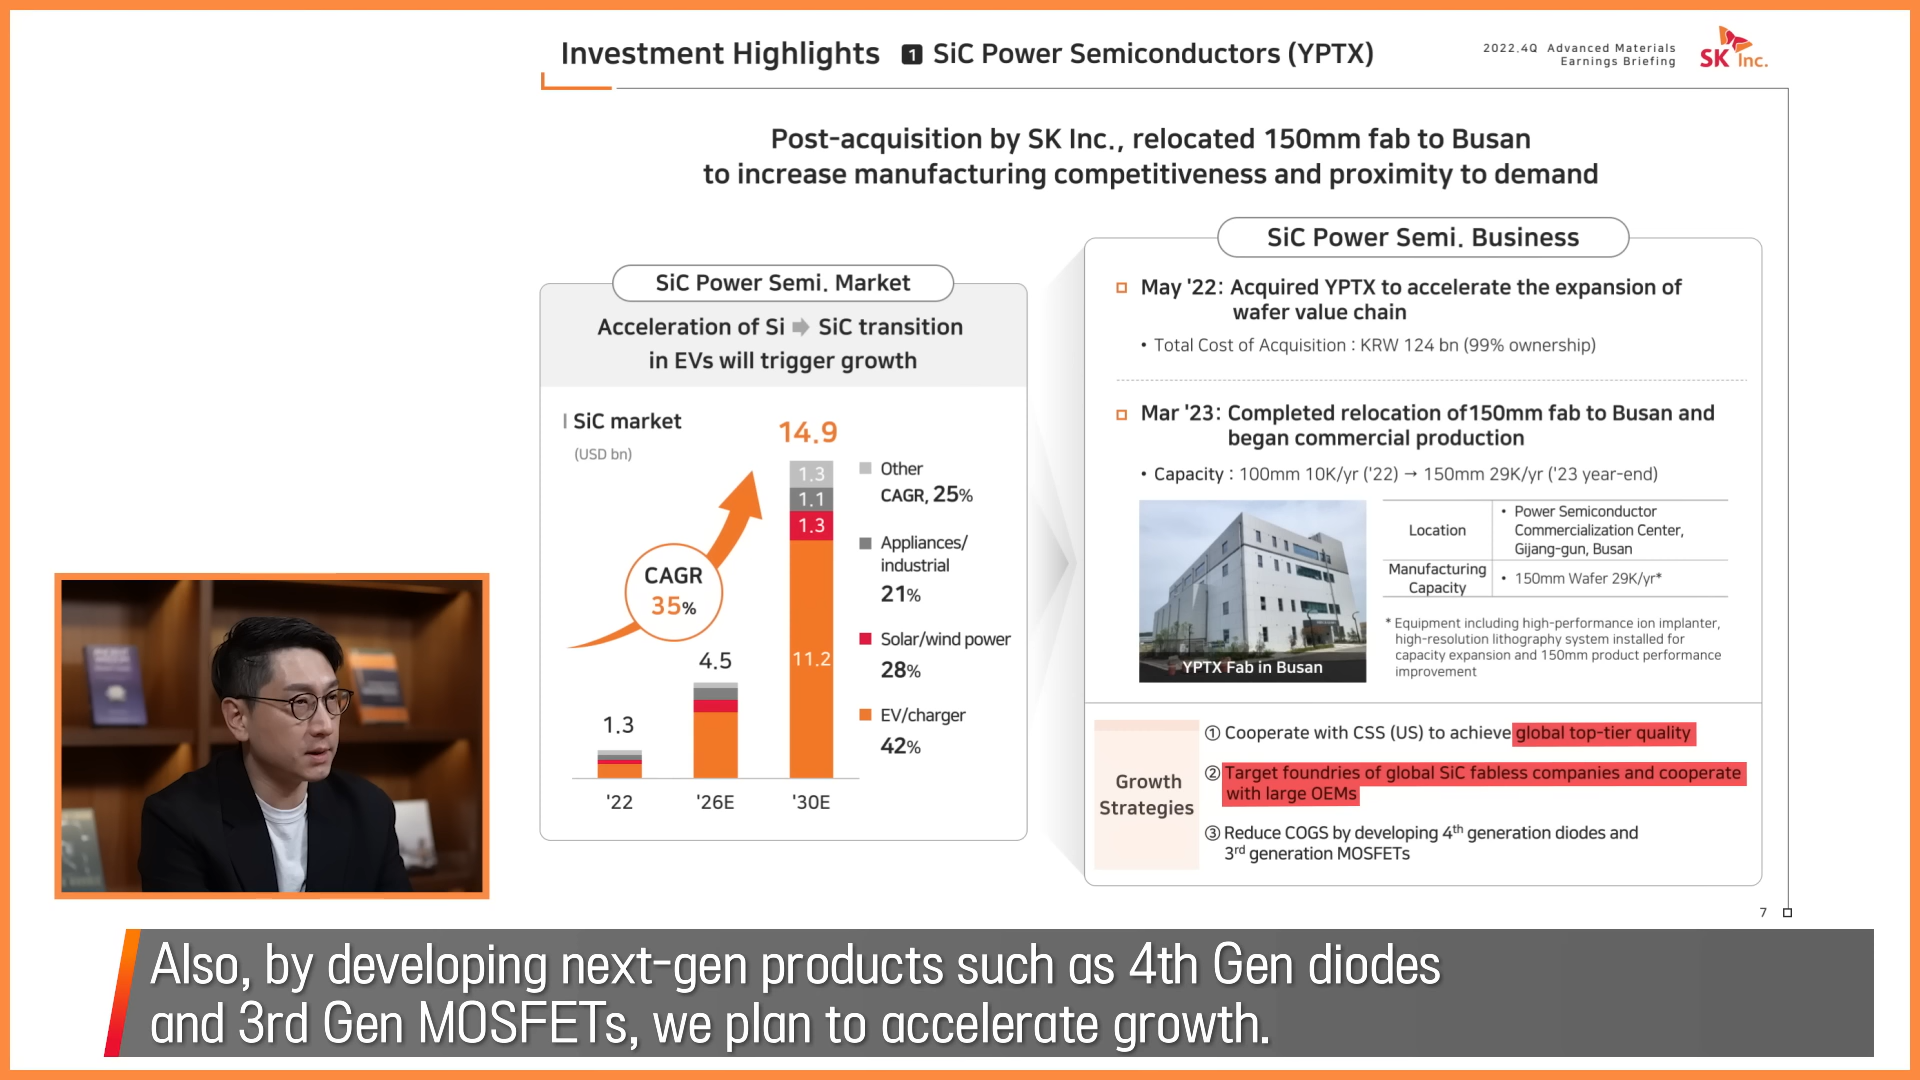 Investment Highlights 1 SiC Power Semiconductors (YPTX)
2022.4Q Advanced Materials
Earnings Briefing
SK Inc.
Post-acquisition by SK Inc., relocated 150mm fab to Busan
to increase manufacturing competitiveness and proximity to demand
SiC Power Semi. Market
Acceleration of Si ➡ SiC transition
in EVs will trigger growth
SiC market
(USD bn)
14.9
1.3
1.1
1.3
11.2
CAGR
35%
4.5
1.3
'22
'26E
'30E
Other
CAGR, 25%
Appliances/
industrial
21%
Solar/wind power
28%
EV/charger
42%
SiC Power Semi. Business
May '22: Acquired YPTX to accelerate the expansion of
wafer value chain
• Total Cost of Acquisition : KRW 124 bn (99% ownership)
Mar '23: Completed relocation of150mm fab to Busan and
began commercial production
• Capacity : 100mm 10K/yr ('22) → 150mm 29K/yr ('23 year-end)
YPTX Fab in Busan
Location
• Power Semiconductor
Commercialization Center,
Gijang-gun, Busan
Manufacturing
Capacity
• 150mm Wafer 29K/yr*
* Equipment including high-performance ion implanter,
high-resolution lithography system installed for
capacity expansion and 150mm product performance
improvement
Growth
Strategies
① Cooperate with CSS (US) to achieve global top-tier quality
② Target foundries of global SiC fabless companies and cooperate
with large OEMs
③ Reduce COGS by developing 4th generation diodes and
3rd generation MOSFETs
7
Also, by developing next-gen products such as 4th Gen diodes
and 3rd Gen MOSFETs, we plan to accelerate growth.